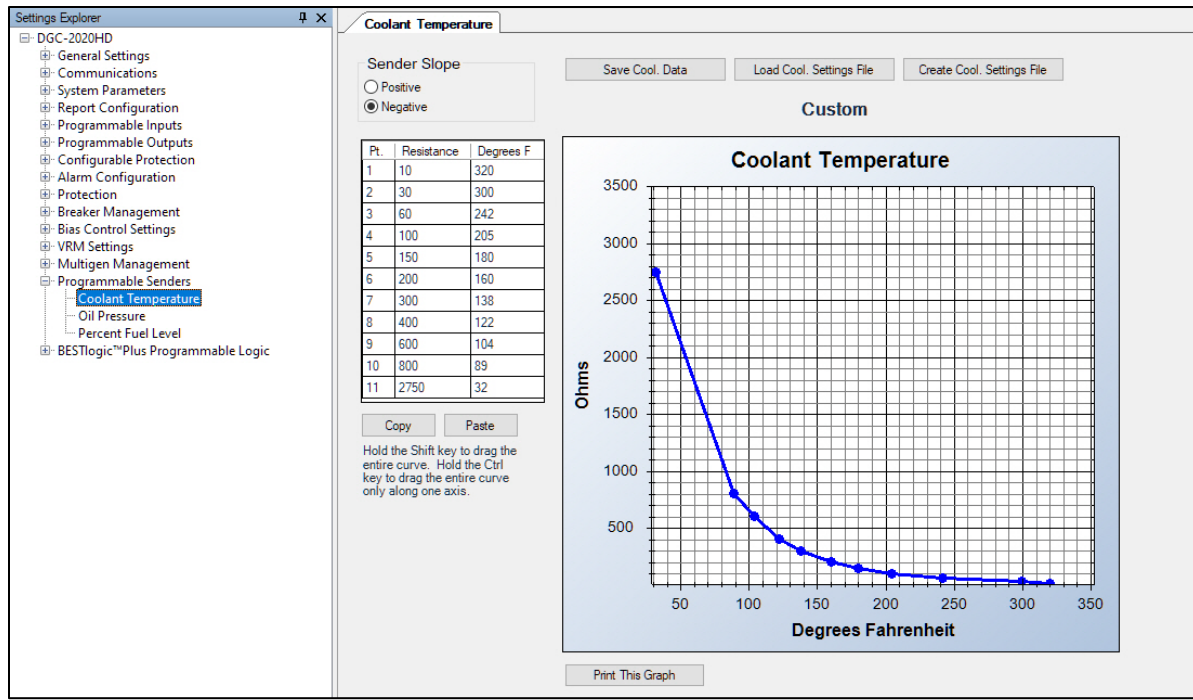 Settings Explorer
DGC-2020HD
General Settings
Communications
System Parameters
Report Configuration
Programmable Inputs
Programmable Outputs
Configurable Protection
Alarm Configuration
Protection
Breaker Management
Bias Control Settings
VRM Settings
Multigen Management
Programmable Senders
Coolant Temperature
Oil Pressure
Percent Fuel Level
BESTlogic™Plus Programmable Logic
Coolant Temperature
Sender Slope
Positive
Negative
Save Cool. Data
Load Cool. Settings File
Create Cool. Settings File
Custom
Pt. Resistance Degrees F
1 10 320
2 30 300
3 60 242
4 100 205
5 150 180
6 200 160
7 300 138
8 400 122
9 600 104
10 800 89
11 2750 32
Copy
Paste
Hold the Shift key to drag the
entire curve. Hold the Ctrl
key to drag the entire curve
only along one axis.
Coolant Temperature
3500
3000
2500
2000
1500
1000
500
Ohms
50 100 150 200 250 300 350
Degrees Fahrenheit
Print This Graph